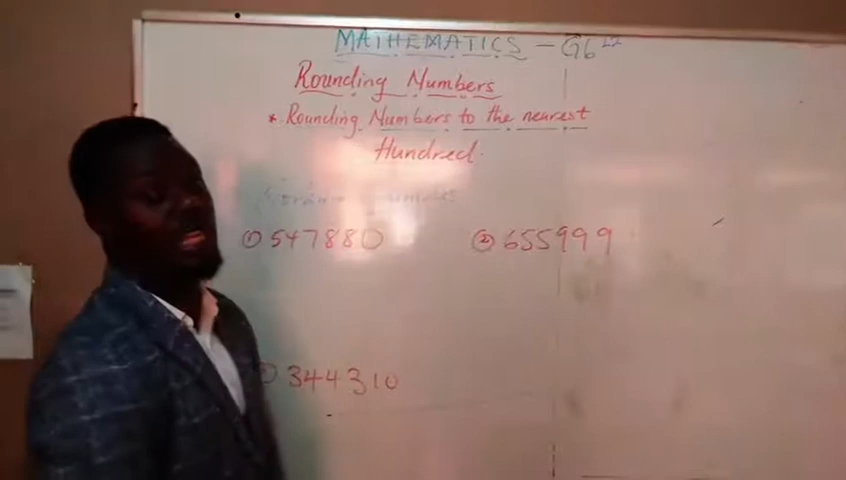 MATHEMATICS - G6
Rounding Numbers
* Rounding Numbers to the nearest
Hundred.
① 547880
② 655999
344310